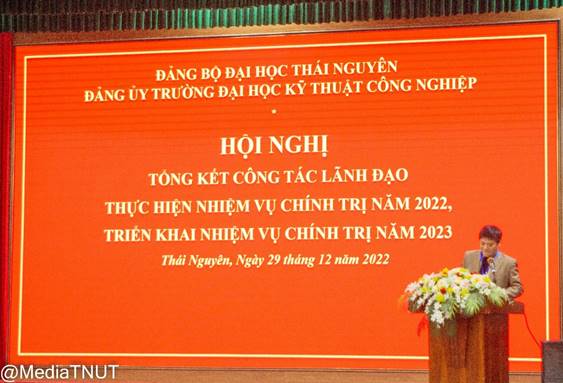 ĐẢNG BỘ ĐẠI HỌC THÁI NGUYÊN
ĐẢNG ỦY TRƯỜNG ĐẠI HỌC KỸ THUẬT CÔNG NGHIỆP
HỘI NGHỊ
TỔNG KẾT CÔNG TÁC LÃNH ĐẠO
THỰC HIỆN NHIỆM VỤ CHÍNH TRỊ NĂM 2022,
TRIỂN KHAI NHIỆM VỤ CHÍNH TRỊ NĂM 2023
Thái Nguyên, Ngày 29 tháng 12 năm 2022
@MediaTNUT